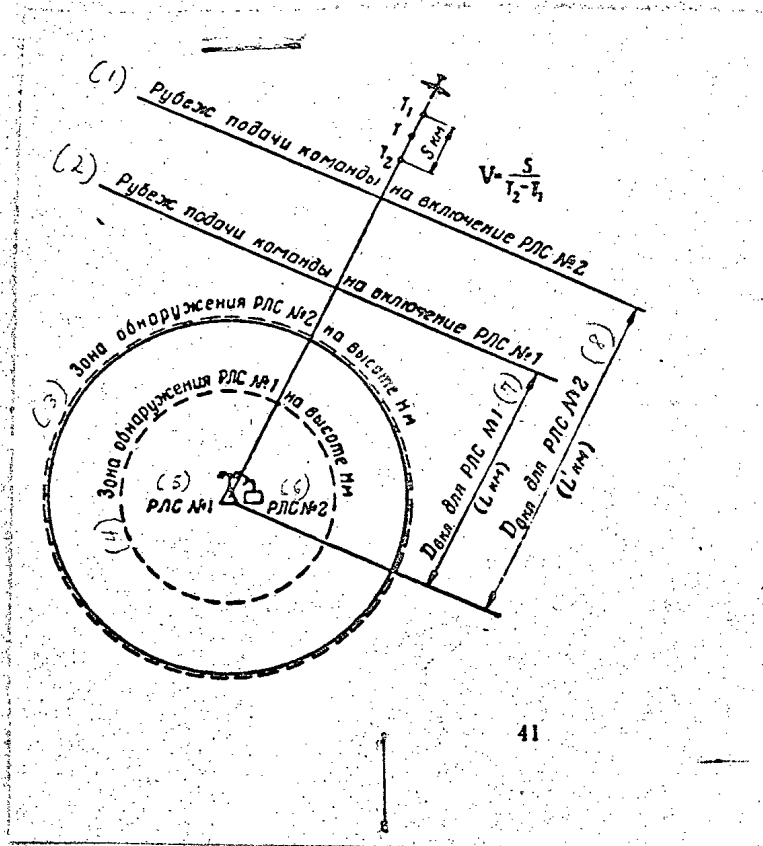 (1) Рубеж подачи команды на включение РЛС №2
T₁
T
T₂
S км
V = S / T₂-T₁
(2) Рубеж подачи команды на включение РЛС №1
(3) Зона обнаружения РЛС №2 на высоте Нм
(4) Зона обнаружения РЛС №1 на высоте Нм
(5)
РЛС №1
(6)
РЛС №2
Dвкл. для РЛС №1 (7)
(L км)
Dвкл. для РЛС №2 (8)
(L' км)
41